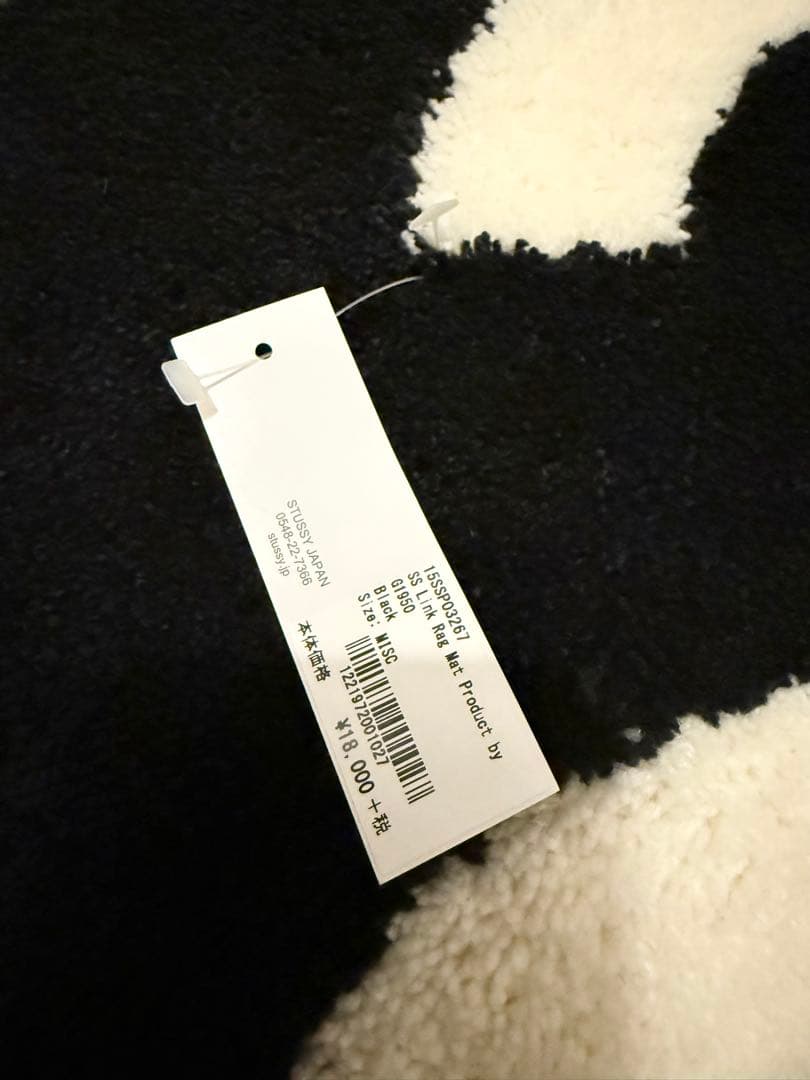 STUSSY JAPAN
0548-22-7366
stussy.jp
15SSP03267
SS Link Rag Mat Product by
G1950
Black
Size: MISC
1221972001027
本体価格
¥18,000+税